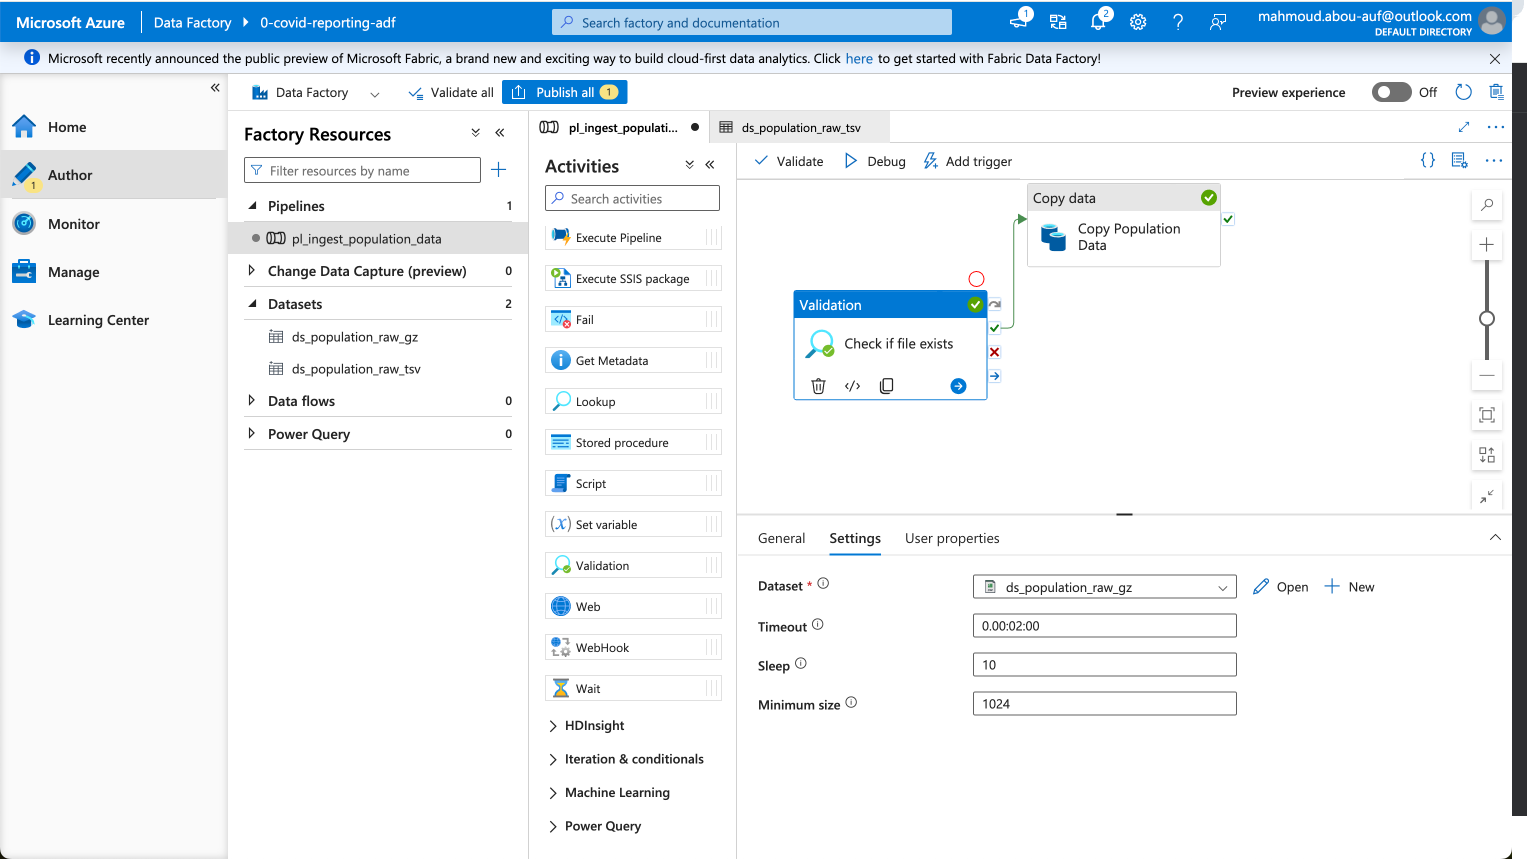 Microsoft Azure
Data Factory
0-covid-reporting-adf
Search factory and documentation
1
2
mahmoud.abou-auf@outlook.com
DEFAULT DIRECTORY
Microsoft recently announced the public preview of Microsoft Fabric, a brand new and exciting way to build cloud-first data analytics. Click here to get started with Fabric Data Factory!
Home
Author
1
Monitor
Manage
Learning Center
Data Factory
Validate all
Publish all 1
Preview experience
Off
Factory Resources
Filter resources by name
Pipelines 1
pl_ingest_population_data
Change Data Capture (preview) 0
Datasets 2
ds_population_raw_gz
ds_population_raw_tsv
Data flows 0
Power Query 0
pl_ingest_populati...
ds_population_raw_tsv
Activities
Search activities
Execute Pipeline
Execute SSIS package
Fail
Get Metadata
Lookup
Stored procedure
Script
(x) Set variable
Validation
Web
WebHook
Wait
HDInsight
Iteration & conditionals
Machine Learning
Power Query
Validate
Debug
Add trigger
Copy data
Copy Population
Data
Validation
Check if file exists
General
Settings
User properties
Dataset *
ds_population_raw_gz
Open
New
Timeout
0.00:02:00
Sleep
10
Minimum size
1024